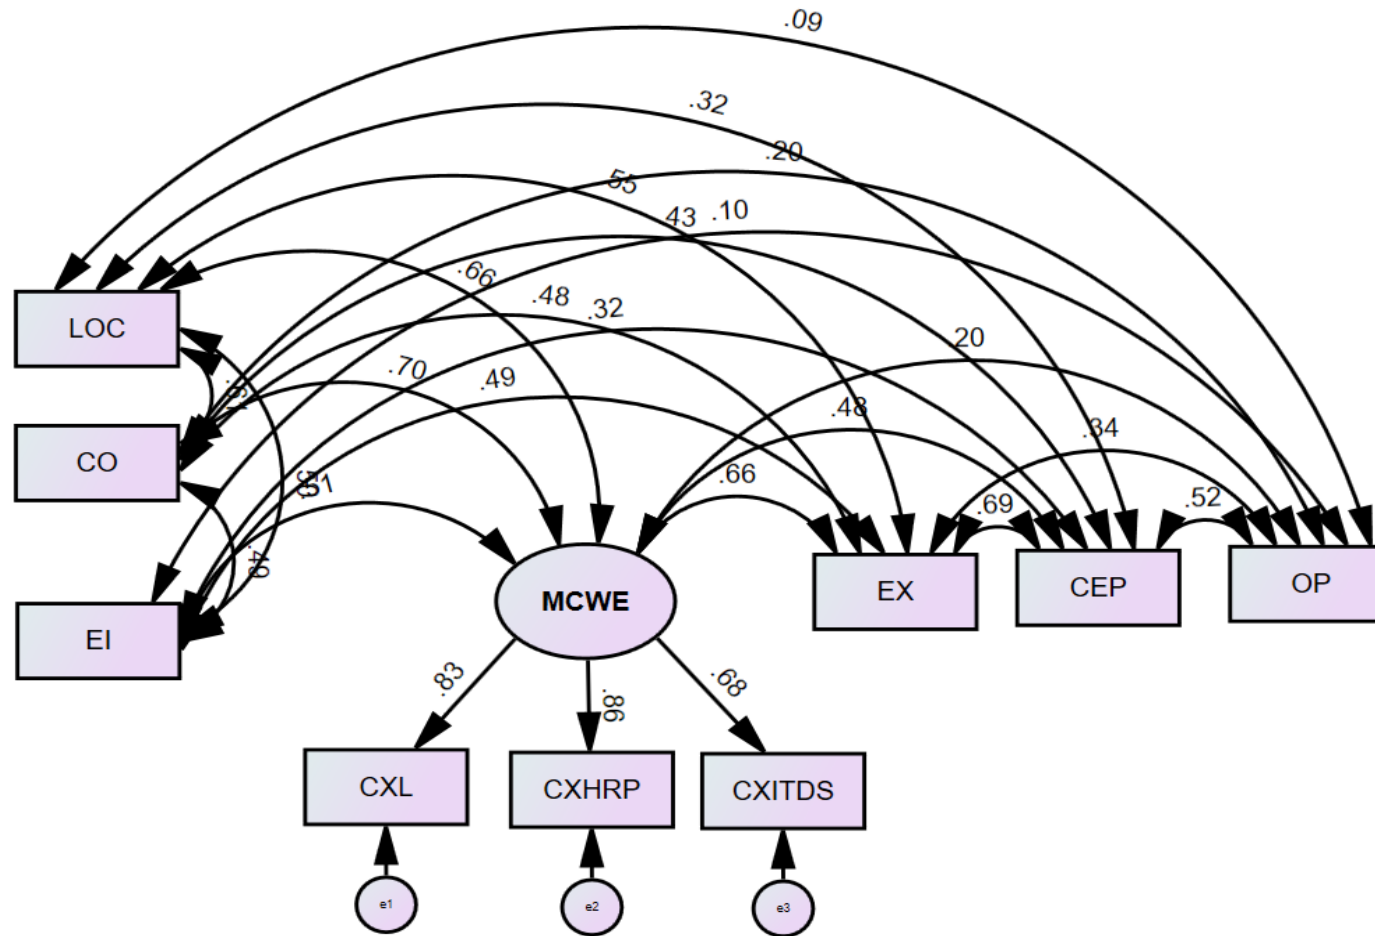 .09
.32
.20
.55
.43
.10
.66
.48
.32
LOC
.20
.70
.49
.48
.34
CO
.66
.69
.52
.49
MCWE
EX
CEP
OP
EI
.83
.86
.68
CXL
CXHRP
CXITDS
e1
e2
e3